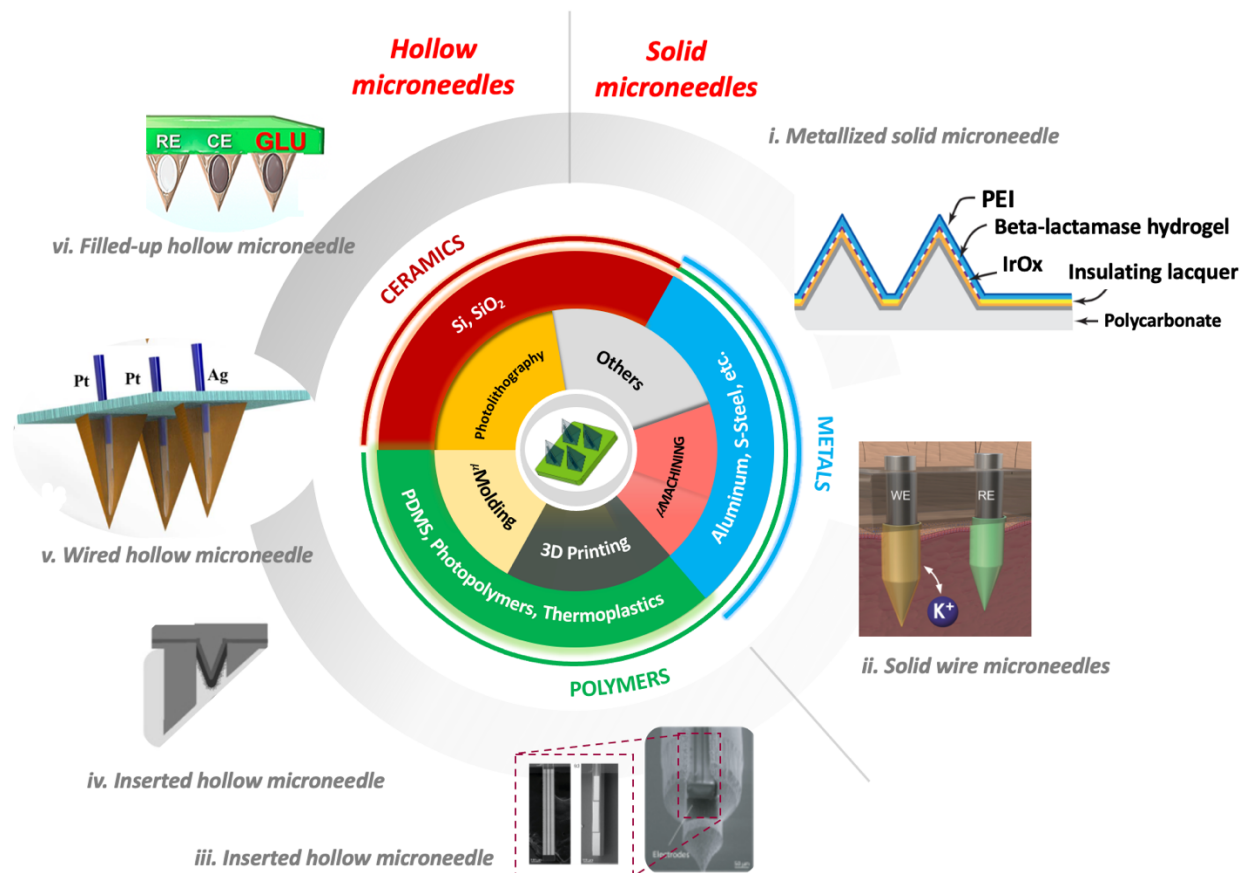 Hollow
microneedles
Solid
microneedles
RE
CE
GLU
vi. Filled-up hollow microneedle
i. Metallized solid microneedle
PEI
Beta-lactamase hydrogel
IrOx
Insulating lacquer
Polycarbonate
CERAMICS
Si, SiO₂
Photolithography
Others
Aluminum, S-Steel, etc.
METALS
µMACHINING
3D Printing
µMolding
PDMS, Photopolymers, Thermoplastics
POLYMERS
Pt
Pt
Ag
v. Wired hollow microneedle
WE
RE
K⁺
ii. Solid wire microneedles
iv. Inserted hollow microneedle
iii. Inserted hollow microneedle
Electrodes